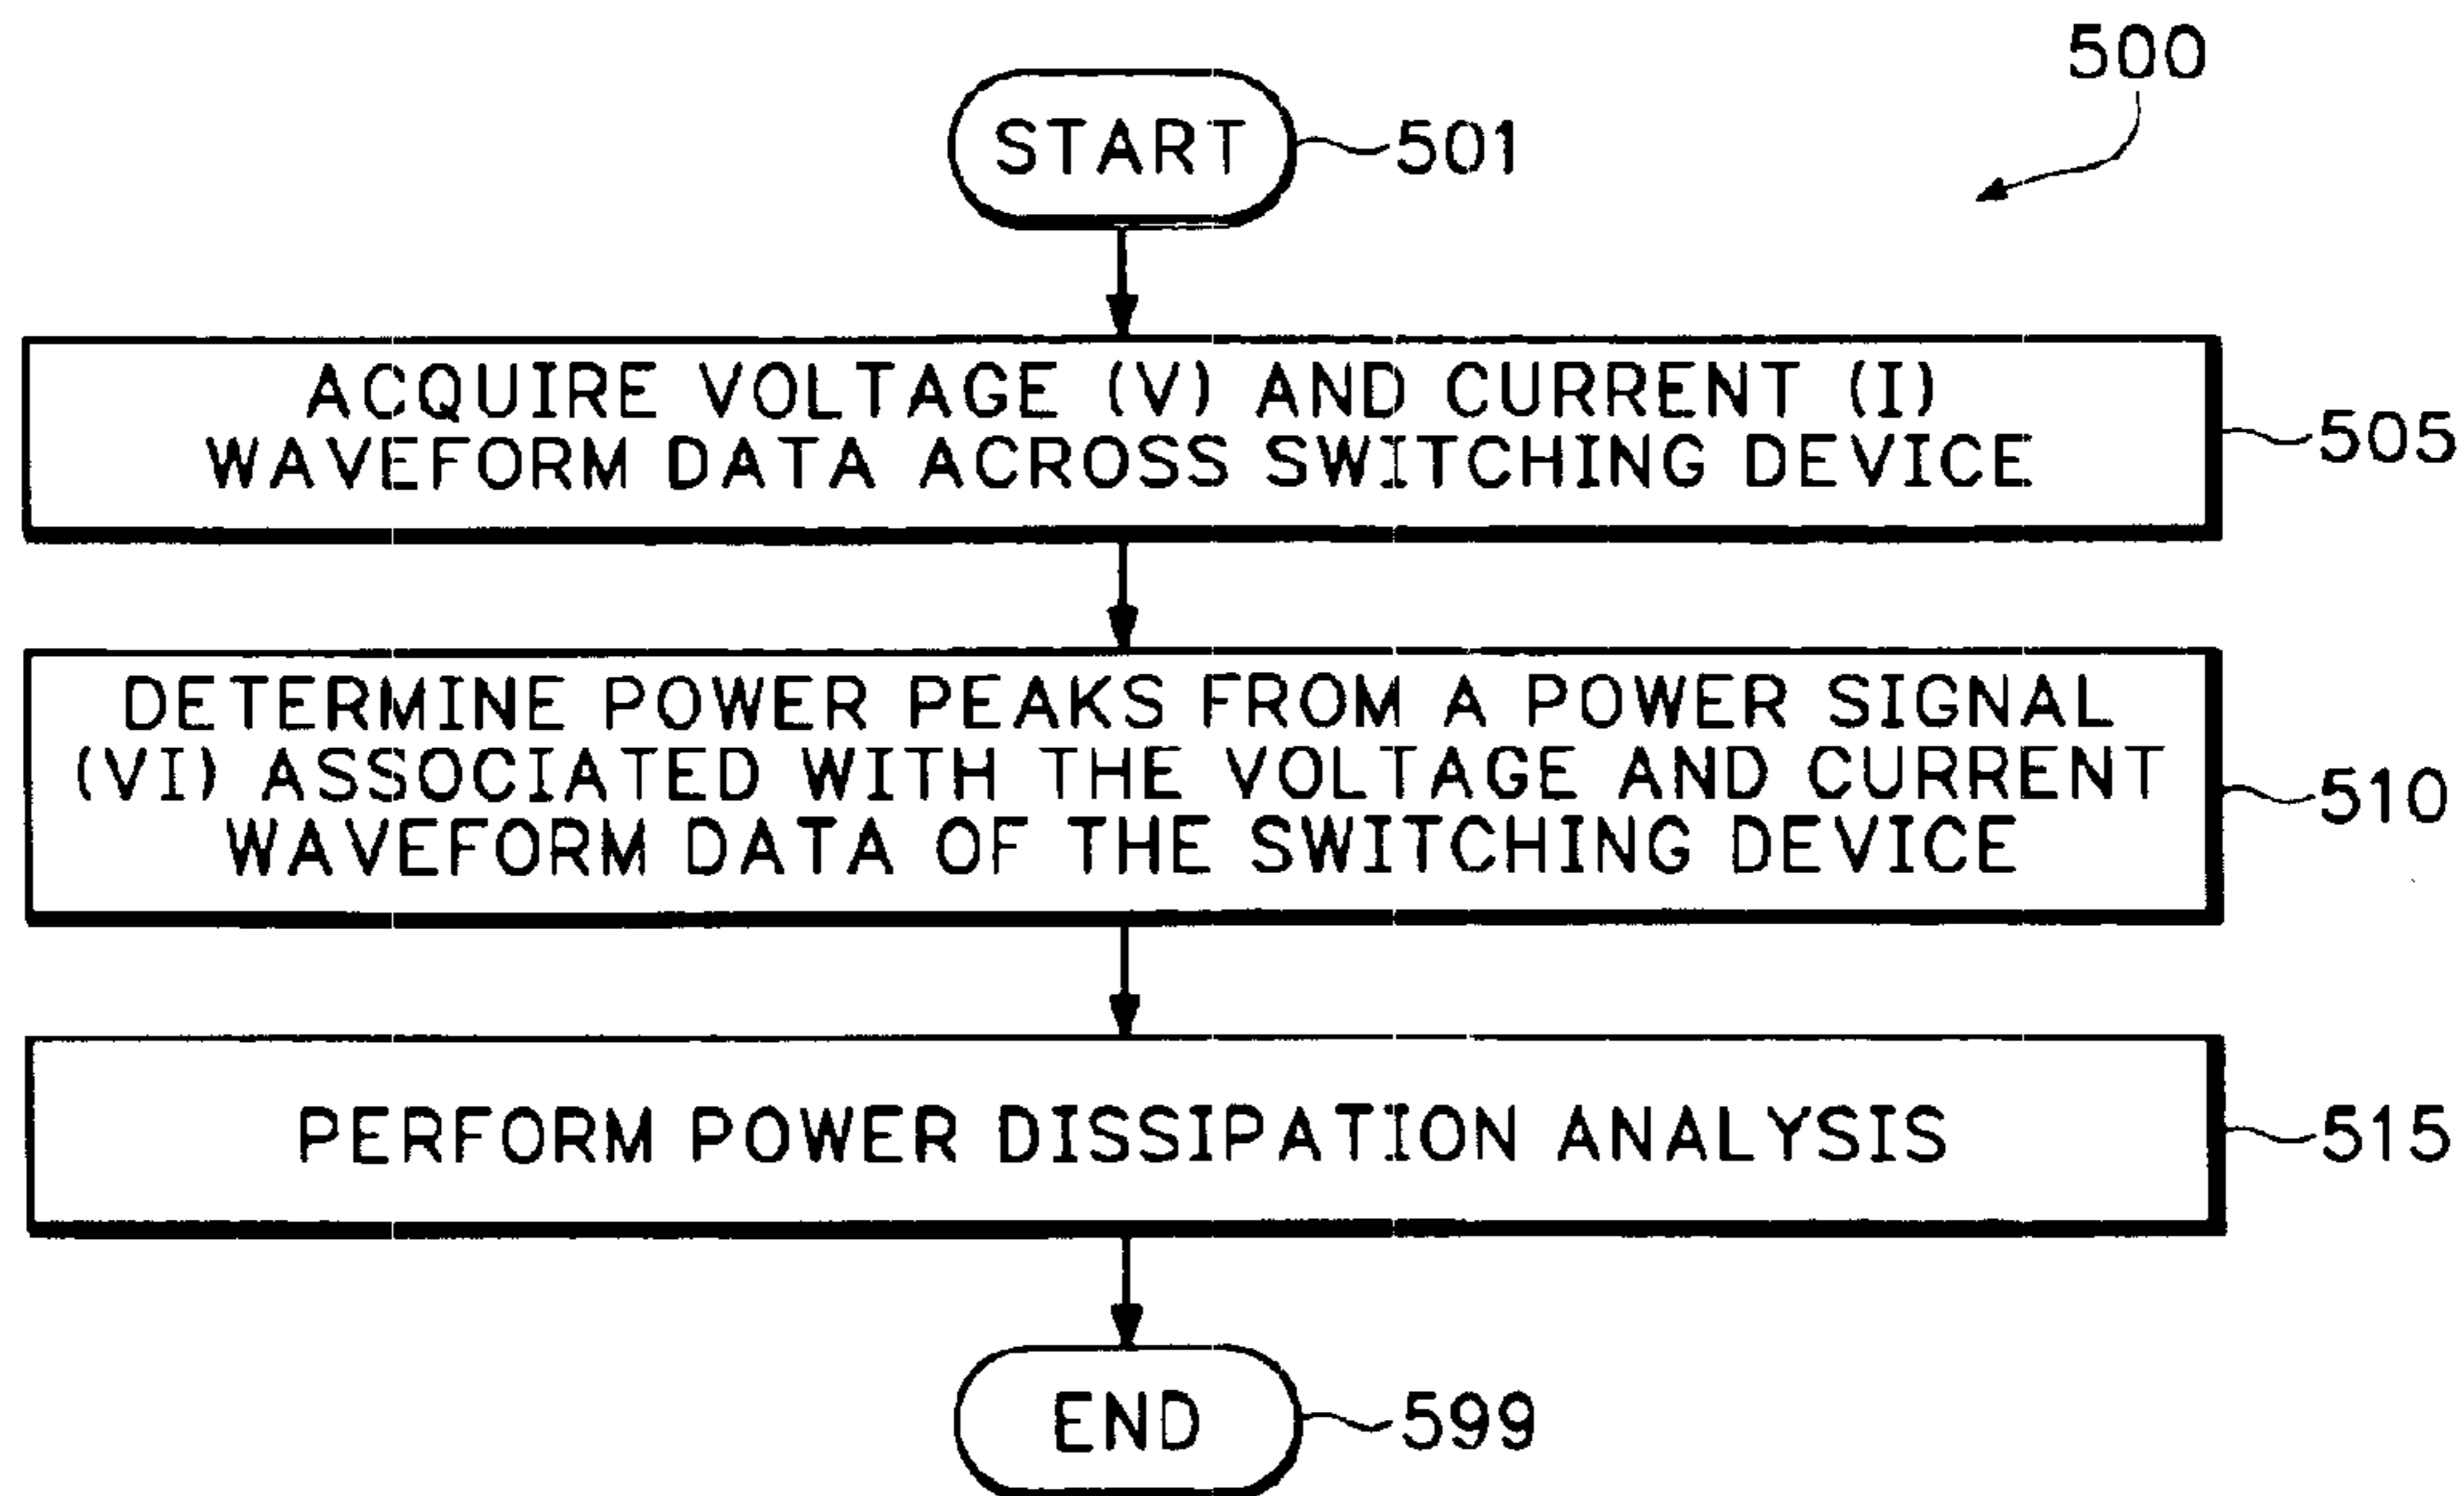 500
START
501
ACQUIRE VOLTAGE (V) AND CURRENT (I)
WAVEFORM DATA ACROSS SWITCHING DEVICE
505
DETERMINE POWER PEAKS FROM A POWER SIGNAL
(VI) ASSOCIATED WITH THE VOLTAGE AND CURRENT
WAVEFORM DATA OF THE SWITCHING DEVICE
510
PERFORM POWER DISSIPATION ANALYSIS
515
END
599